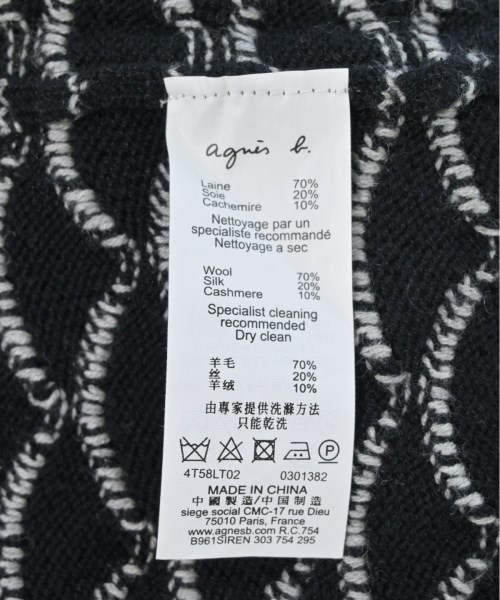 agnès b.
Laine 70%
Soie 20%
Cachemire 10%
Nettoyage par un
specialiste recommandé
Nettoyage a sec
Wool 70%
Silk 20%
Cashmere 10%
Specialist cleaning
recommended
Dry clean
羊毛 70%
丝 20%
羊绒 10%
由專家提供洗滌方法
只能乾洗
P
4T58LT02 0301382
MADE IN CHINA
中國製造/中国制造
siege social CMC-17 rue Dieu
75010 Paris, France
www.agnesb.com R.C.754
B961SIREN 303 754 295